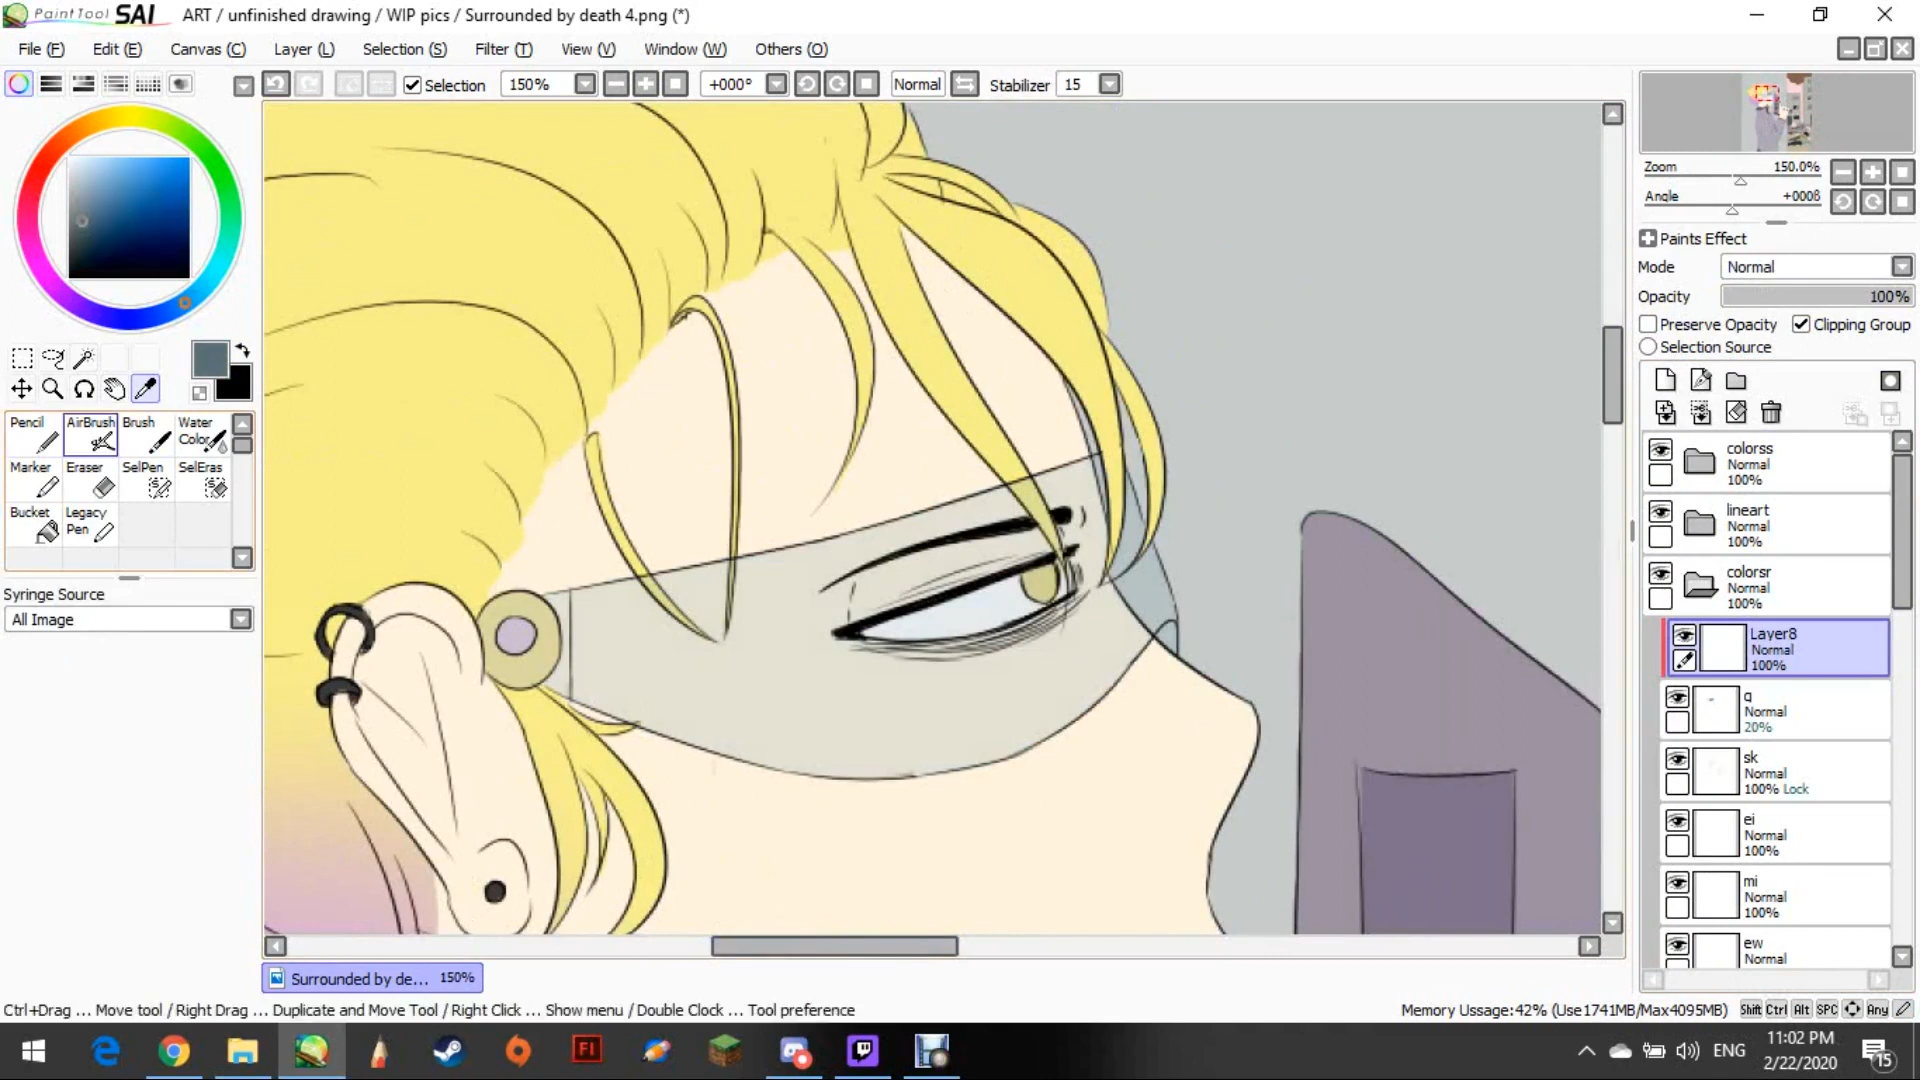 PaintTool SAI ART / unfinished drawing / WIP pics / Surrounded by death 4.png (*)
File (F) Edit (E) Canvas (C) Layer (L) Selection (S) Filter (T) View (V) Window (W) Others (O)
Selection 150% +000° Normal Stabilizer 15
Zoom 150.0%
Angle +000ß
Paints Effect
Mode Normal
Opacity 100%
Preserve Opacity Clipping Group
Selection Source
Pencil AirBrush Brush Water Color
Marker Eraser SelPen SelEras
Bucket Legacy Pen
Syringe Source
All Image
colorss
Normal
100%
lineart
Normal
100%
colorsr
Normal
100%
Layer8
Normal
100%
g
Normal
20%
sk
Normal
100% Lock
ei
Normal
100%
mi
Normal
100%
ew
Normal
Surrounded by de... 150%
Ctrl+Drag ... Move tool / Right Drag ... Duplicate and Move Tool / Right Click ... Show menu / Double Clock ... Tool preference
Memory Ussage:42% (Use1741MB/Max4095MB) Shift Ctrl Alt SPC Any
Fl
ENG
11:02 PM
2/22/2020
15